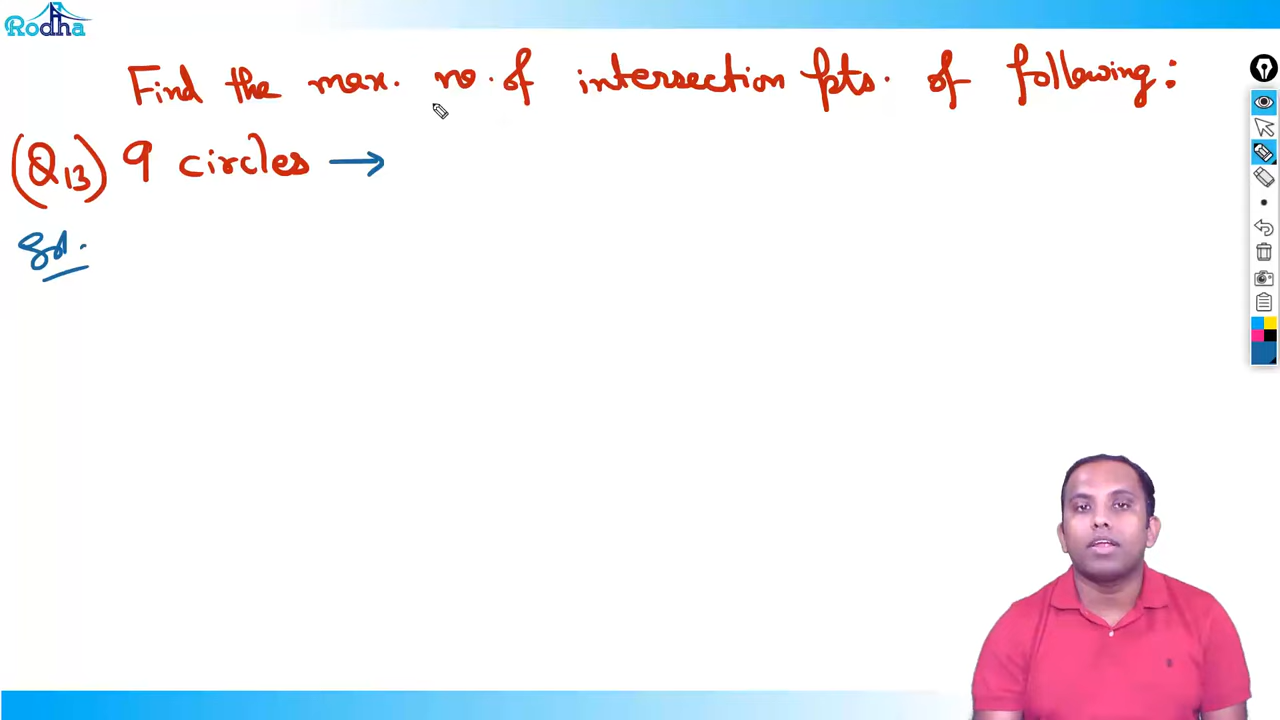 Rodha
Find the max. no. of intersection pts. of following:
(Q13) 9 circles →
Sol.